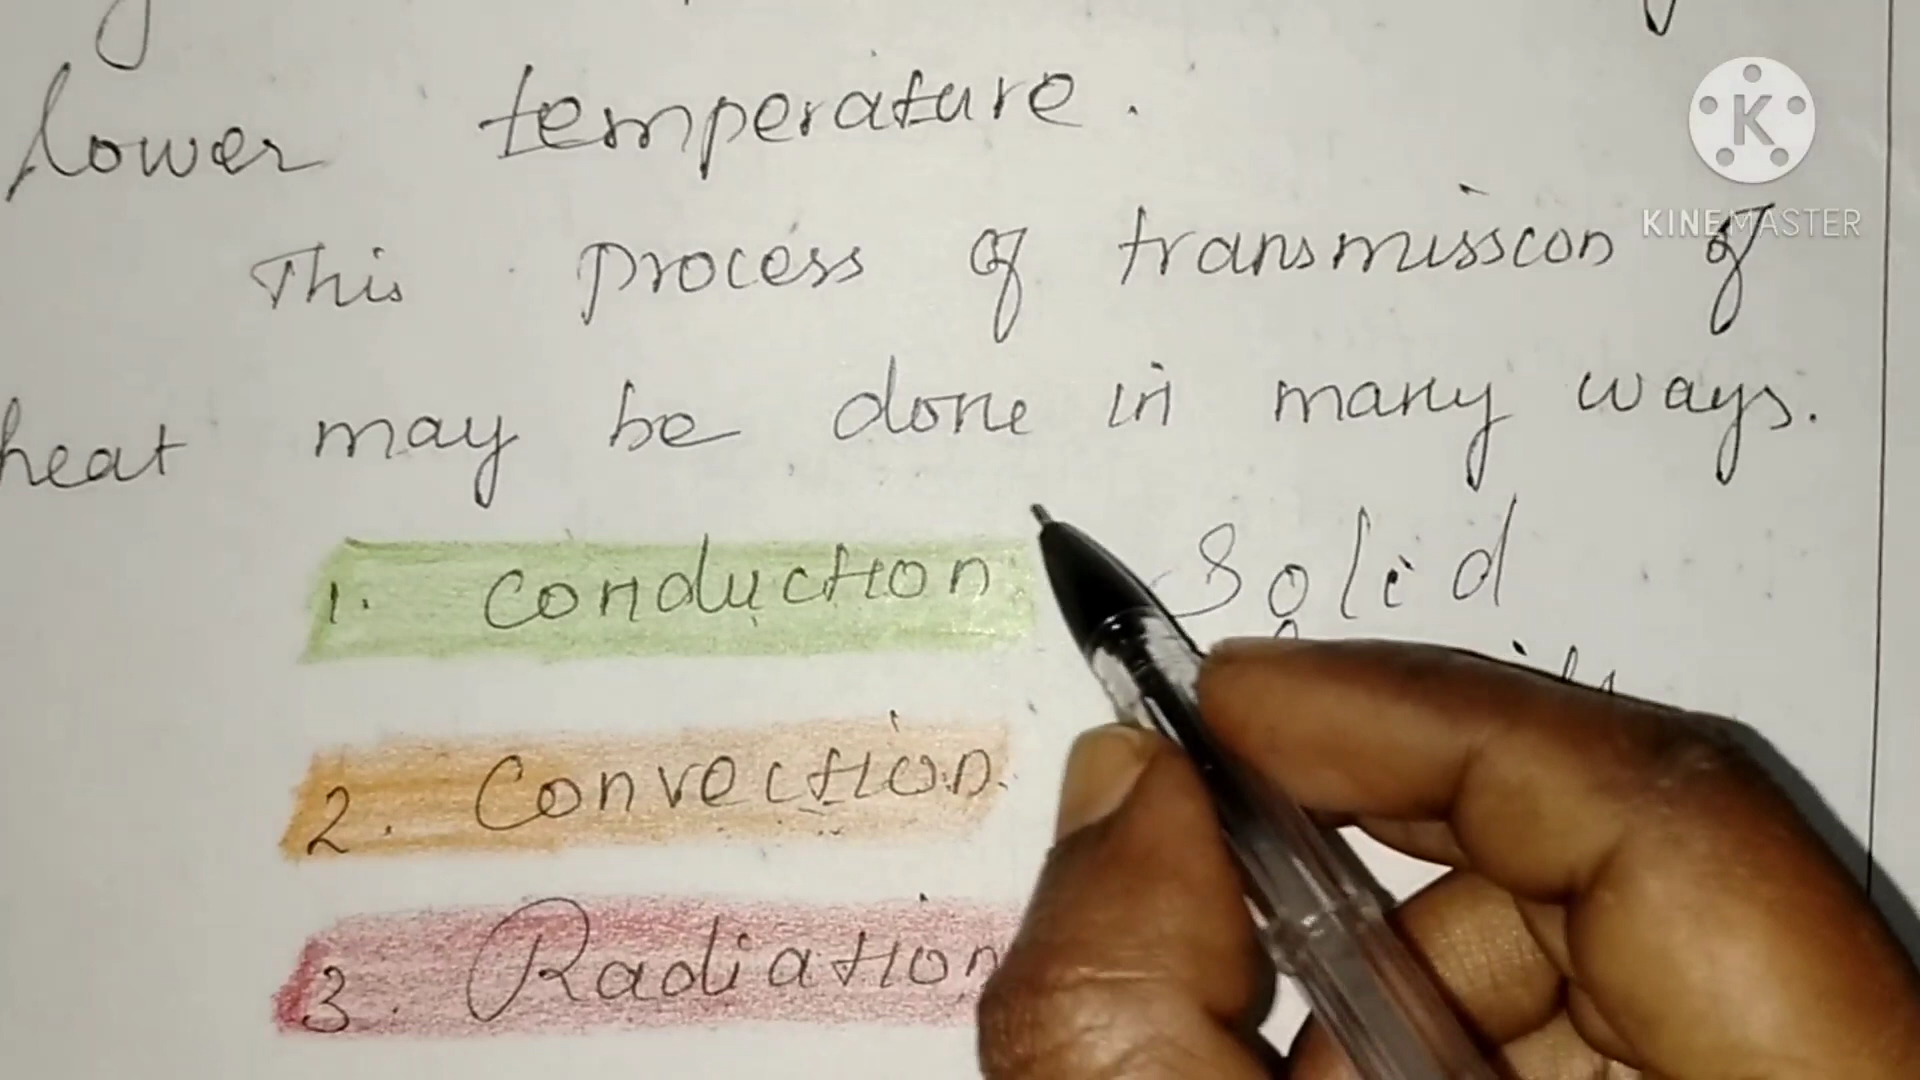 lower temperature.
KINEMASTER
This process of transmission of
heat may be done in many ways.
1. Conduction Solid
2. Convection
3. Radiation